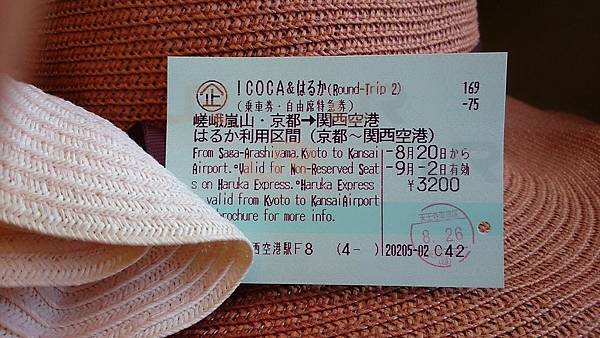 企 ICOCA&はるか(Round-Trip 2) 169
(乗車券・自由席特急券) -75
嵯峨嵐山・京都→関西空港
はるか利用区間(京都~関西空港)
From Saga-Arashiyama,Kyoto to Kansai -8月20日から
Airport.*Valid for Non-Reserved Seat -9月-2日有効
s on Haruka Express.*Haruka Express ¥3200
valid from Kyoto to KansaiAirport
brochure for more info.
8.26
西空港駅F8 (4- ) 20205-02 C42